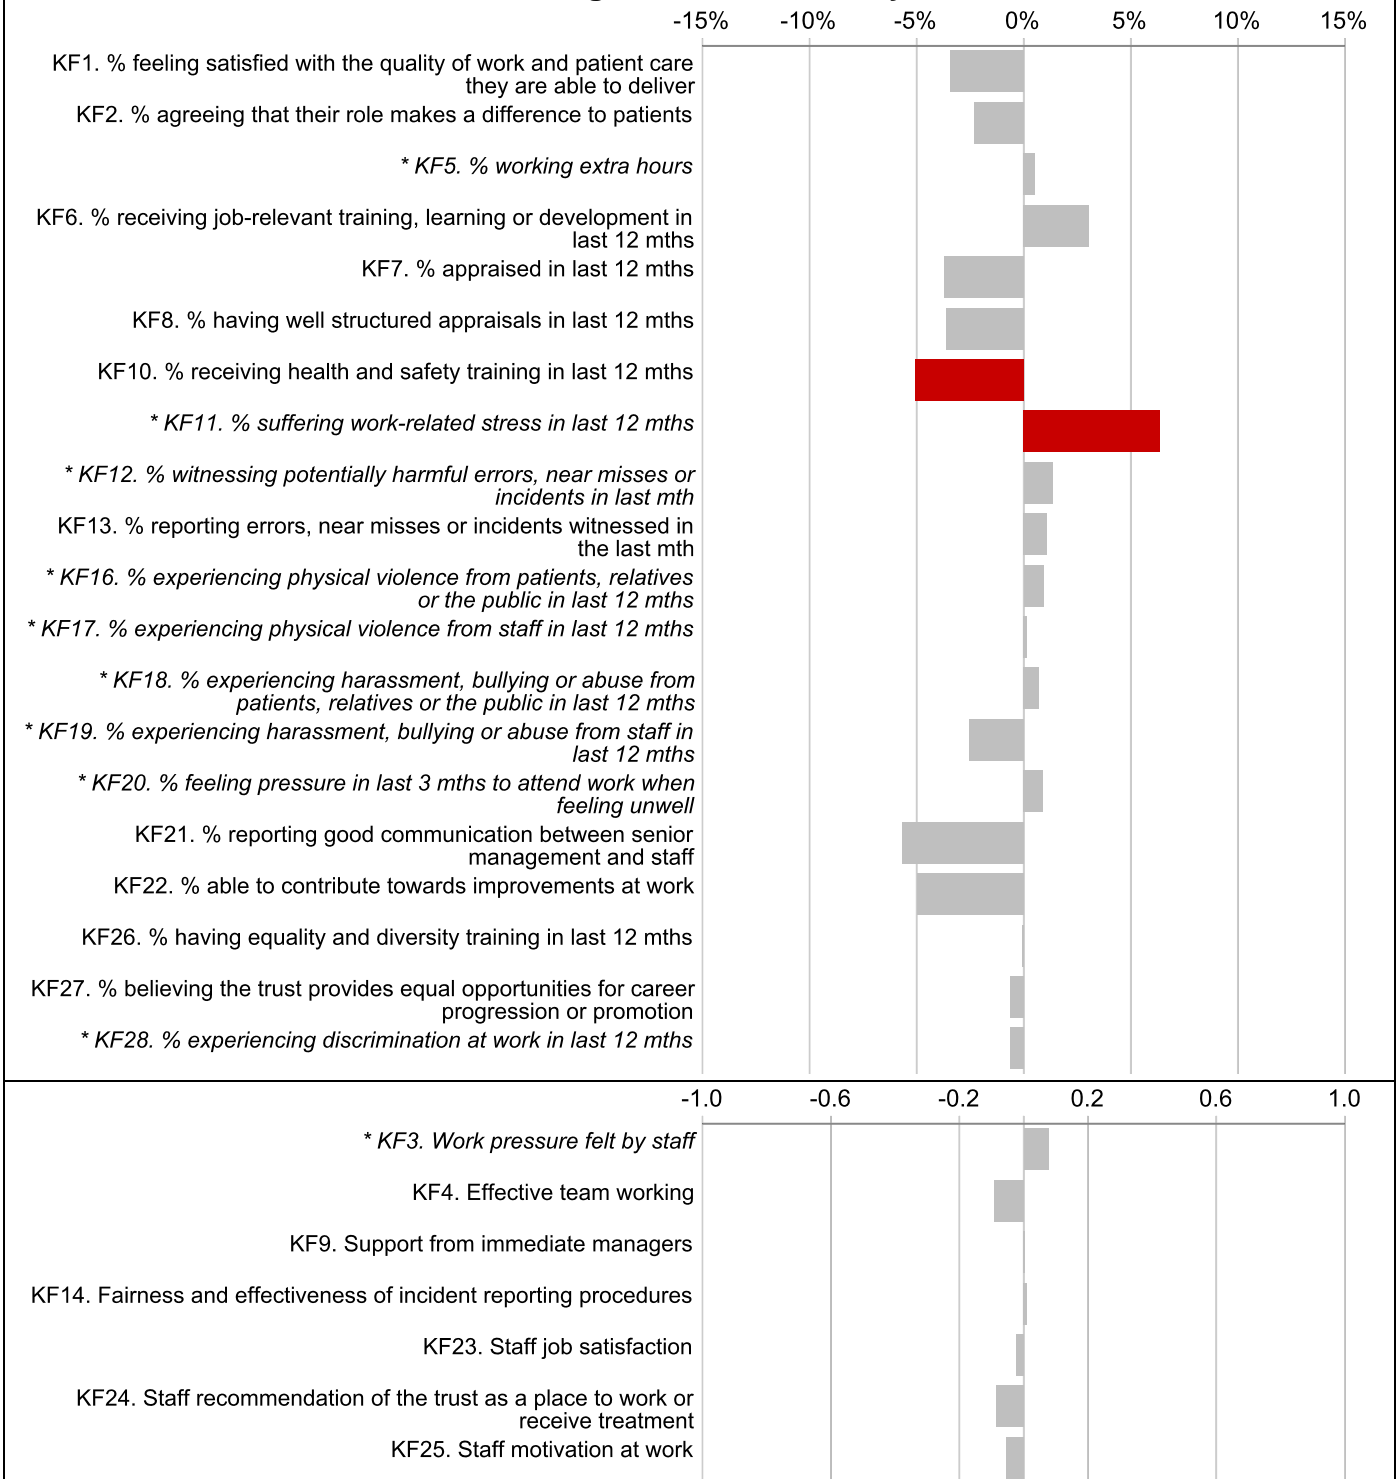 -15% -10% -5% 0% 5% 10% 15%
KF1. % feeling satisfied with the quality of work and patient care
they are able to deliver
KF2. % agreeing that their role makes a difference to patients
* KF5. % working extra hours
KF6. % receiving job-relevant training, learning or development in
last 12 mths
KF7. % appraised in last 12 mths
KF8. % having well structured appraisals in last 12 mths
KF10. % receiving health and safety training in last 12 mths
* KF11. % suffering work-related stress in last 12 mths
* KF12. % witnessing potentially harmful errors, near misses or
incidents in last mth
KF13. % reporting errors, near misses or incidents witnessed in
the last mth
* KF16. % experiencing physical violence from patients, relatives
or the public in last 12 mths
* KF17. % experiencing physical violence from staff in last 12 mths
* KF18. % experiencing harassment, bullying or abuse from
patients, relatives or the public in last 12 mths
* KF19. % experiencing harassment, bullying or abuse from staff in
last 12 mths
* KF20. % feeling pressure in last 3 mths to attend work when
feeling unwell
KF21. % reporting good communication between senior
management and staff
KF22. % able to contribute towards improvements at work
KF26. % having equality and diversity training in last 12 mths
KF27. % believing the trust provides equal opportunities for career
progression or promotion
* KF28. % experiencing discrimination at work in last 12 mths
-1.0 -0.6 -0.2 0.2 0.6 1.0
* KF3. Work pressure felt by staff
KF4. Effective team working
KF9. Support from immediate managers
KF14. Fairness and effectiveness of incident reporting procedures
KF23. Staff job satisfaction
KF24. Staff recommendation of the trust as a place to work or
receive treatment
KF25. Staff motivation at work